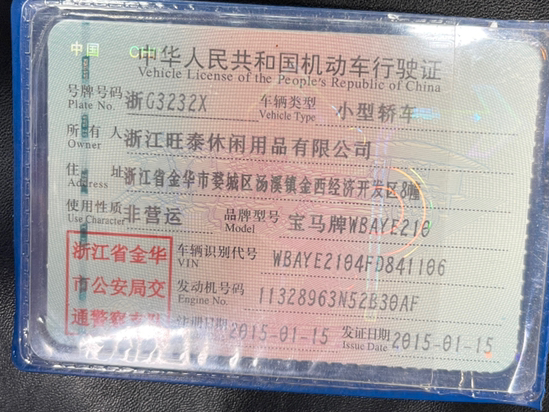 中国 CHI
中华人民共和国机动车行驶证
Vehicle License of the People's Republic of China
号牌号码 浙G3232X 车辆类型 小型轿车
Plate No. Vehicle Type
所有人 浙江旺泰休闲用品有限公司
Owner
住址 浙江省金华市婺城区汤溪镇金西经济开发区8幢
Address
使用性质 非营运 品牌型号 宝马牌WBAYE210
Use Character Model
浙江省金华
市公安局交
通警察支队
车辆识别代号 WBAYE2104FD841106
VIN
发动机号码 11328963N52B30AF
Engine No.
注册日期 2015-01-15 发证日期 2015-01-15
Issue Date